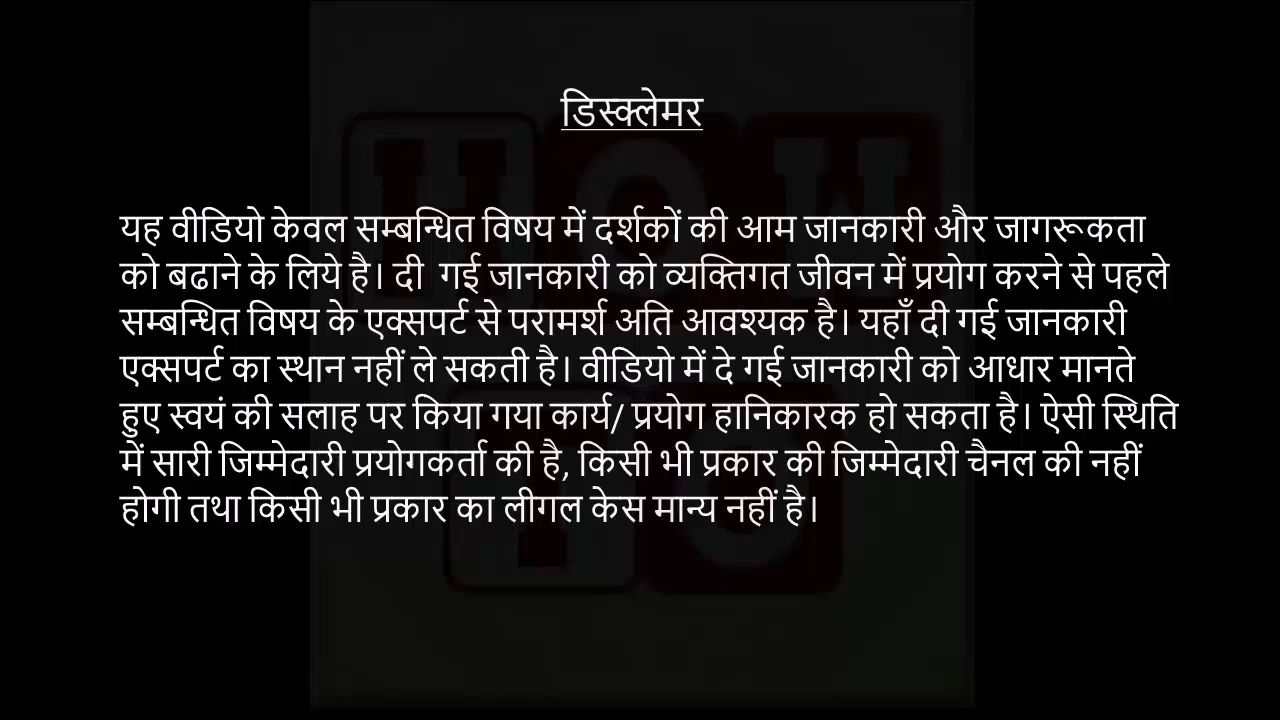 डिस्क्लेमर
यह वीडियो केवल सम्बन्धित विषय में दर्शकों की आम जानकारी और जागरूकता
को बढाने के लिये है। दी गई जानकारी को व्यक्तिगत जीवन में प्रयोग करने से पहले
सम्बन्धित विषय के एक्सपर्ट से परामर्श अति आवश्यक है। यहाँ दी गई जानकारी
एक्सपर्ट का स्थान नहीं ले सकती है। वीडियो में दे गई जानकारी को आधार मानते
हुए स्वयं की सलाह पर किया गया कार्य/ प्रयोग हानिकारक हो सकता है। ऐसी स्थिति
में सारी जिम्मेदारी प्रयोगकर्ता की है, किसी भी प्रकार की जिम्मेदारी चैनल की नहीं
होगी तथा किसी भी प्रकार का लीगल केस मान्य नहीं है।
HOW
TO